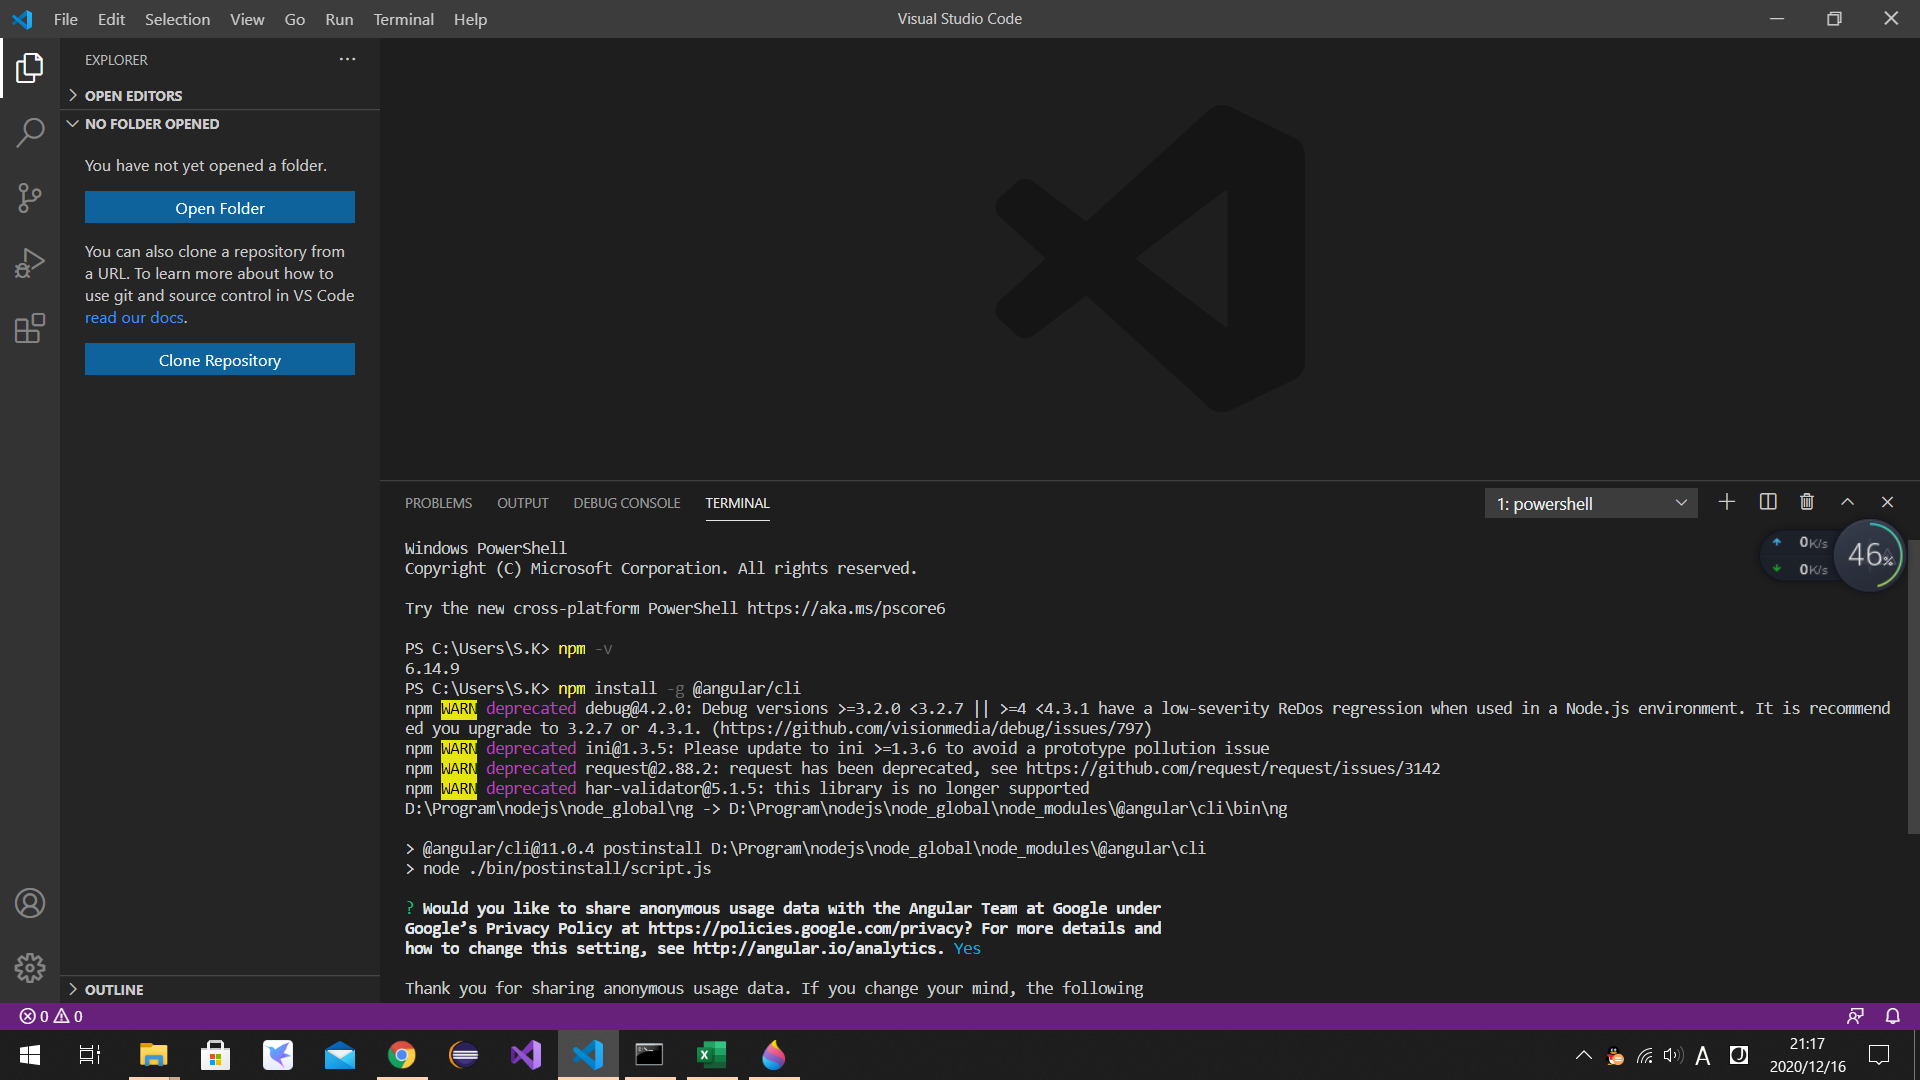 File Edit Selection View Go Run Terminal Help
Visual Studio Code
EXPLORER
OPEN EDITORS
NO FOLDER OPENED
You have not yet opened a folder.
Open Folder
You can also clone a repository from
a URL. To learn more about how to
use git and source control in VS Code
read our docs.
Clone Repository
OUTLINE
PROBLEMS OUTPUT DEBUG CONSOLE TERMINAL
1: powershell
0K/s
0K/s
46%
Windows PowerShell
Copyright (C) Microsoft Corporation. All rights reserved.
Try the new cross-platform PowerShell https://aka.ms/pscore6
PS C:\Users\S.K> npm -v
6.14.9
PS C:\Users\S.K> npm install -g @angular/cli
npm WARN deprecated debug@4.2.0: Debug versions >=3.2.0 <3.2.7 || >=4 <4.3.1 have a low-severity ReDos regression when used in a Node.js environment. It is recommend
ed you upgrade to 3.2.7 or 4.3.1. (https://github.com/visionmedia/debug/issues/797)
npm WARN deprecated ini@1.3.5: Please update to ini >=1.3.6 to avoid a prototype pollution issue
npm WARN deprecated request@2.88.2: request has been deprecated, see https://github.com/request/request/issues/3142
npm WARN deprecated har-validator@5.1.5: this library is no longer supported
D:\Program\nodejs\node_global\ng -> D:\Program\nodejs\node_global\node_modules\@angular\cli\bin\ng
> @angular/cli@11.0.4 postinstall D:\Program\nodejs\node_global\node_modules\@angular\cli
> node ./bin/postinstall/script.js
? Would you like to share anonymous usage data with the Angular Team at Google under
Google’s Privacy Policy at https://policies.google.com/privacy? For more details and
how to change this setting, see http://angular.io/analytics. Yes
Thank you for sharing anonymous usage data. If you change your mind, the following
0 0
A
21:17
2020/12/16